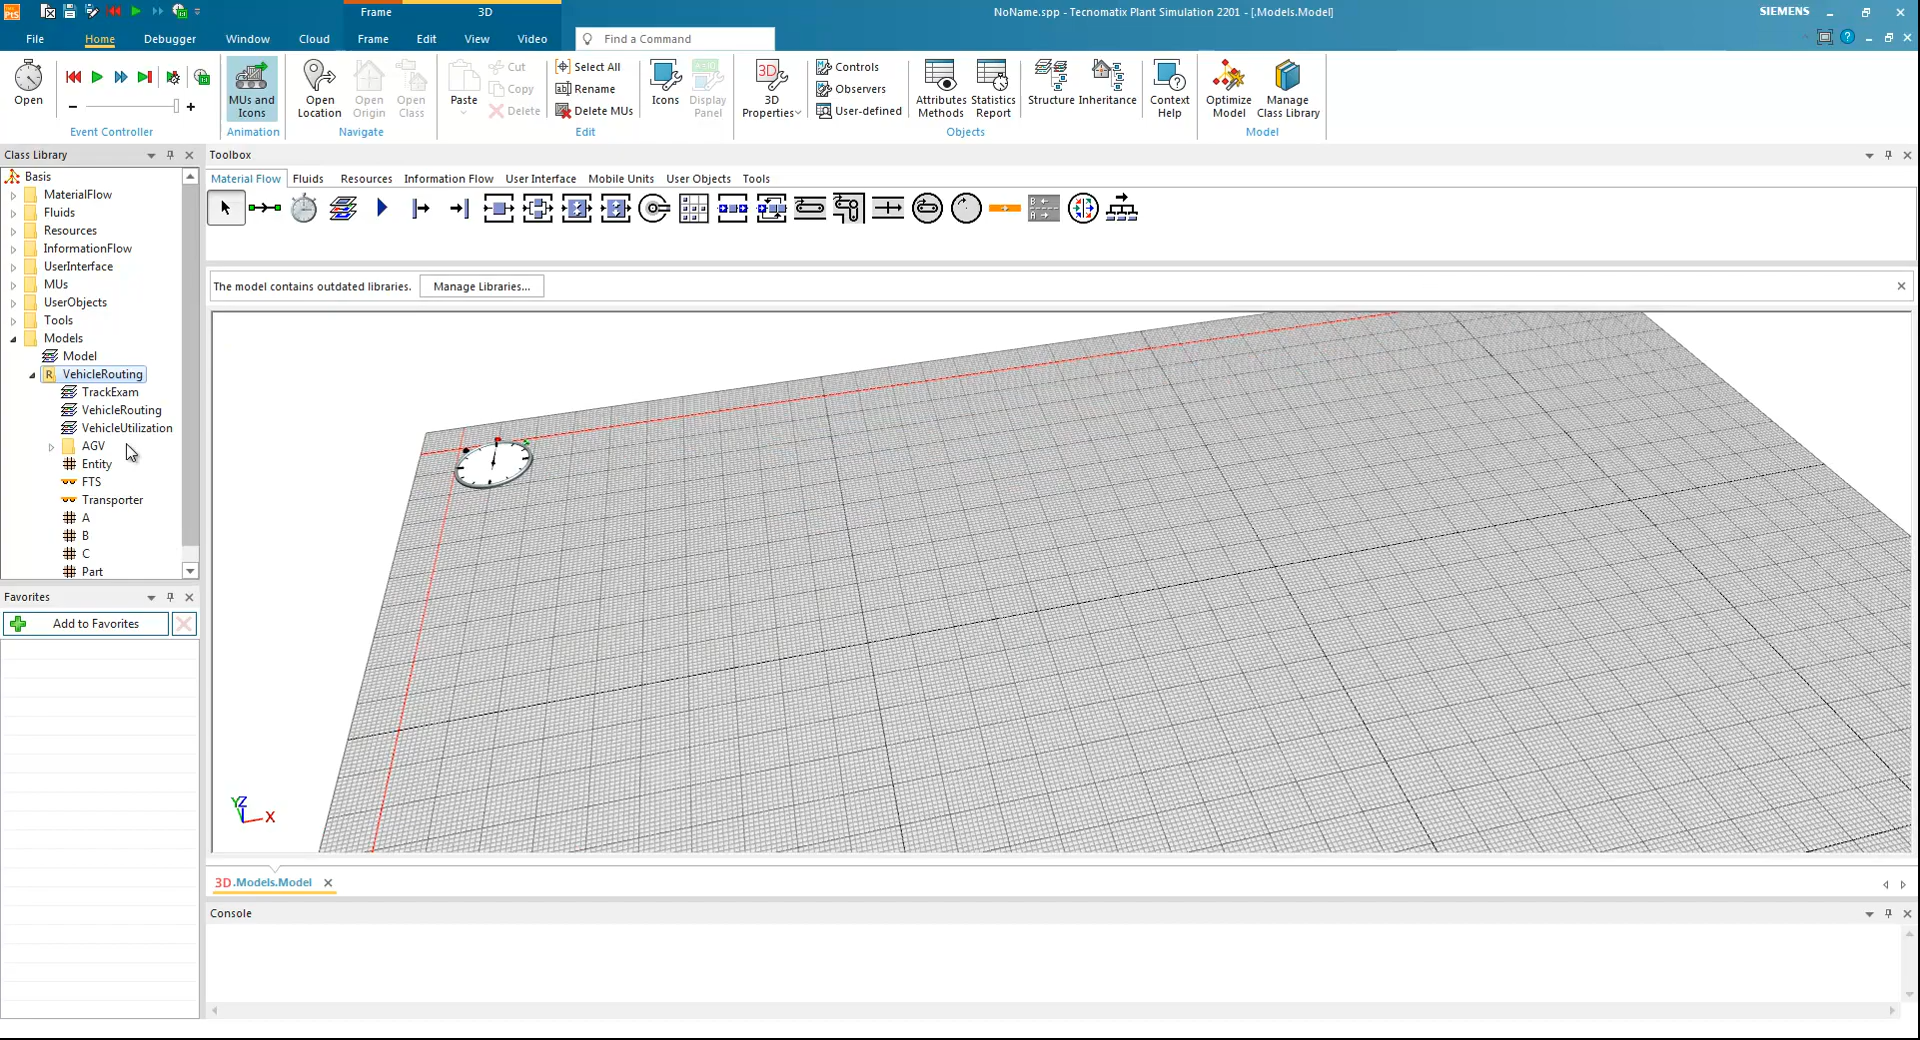 NoName.spp - Tecnomatix Plant Simulation 2201 - [.Models.Model]
SIEMENS
Frame
3D
File
Home
Debugger
Window
Cloud
Frame
Edit
View
Video
Find a Command
Open
Event Controller
MUs and Icons
Animation
Open Location
Open Origin
Open Class
Navigate
Paste
Cut
Copy
Delete
Select All
Rename
Delete MUs
Edit
Icons
Display Panel
3D Properties
Controls
Observers
User-defined
Attributes Methods
Statistics Report
Structure
Inheritance
Objects
Context Help
Optimize Model
Manage Class Library
Model
Class Library
Basis
MaterialFlow
Fluids
Resources
InformationFlow
UserInterface
MUs
UserObjects
Tools
Models
Model
R VehicleRouting
TrackExam
VehicleRouting
VehicleUtilization
AGV
Entity
FTS
Transporter
A
B
C
Part
Favorites
Add to Favorites
Toolbox
Material Flow
Fluids
Resources
Information Flow
User Interface
Mobile Units
User Objects
Tools
The model contains outdated libraries.
Manage Libraries...
Y Z X
3D .Models.Model
Console